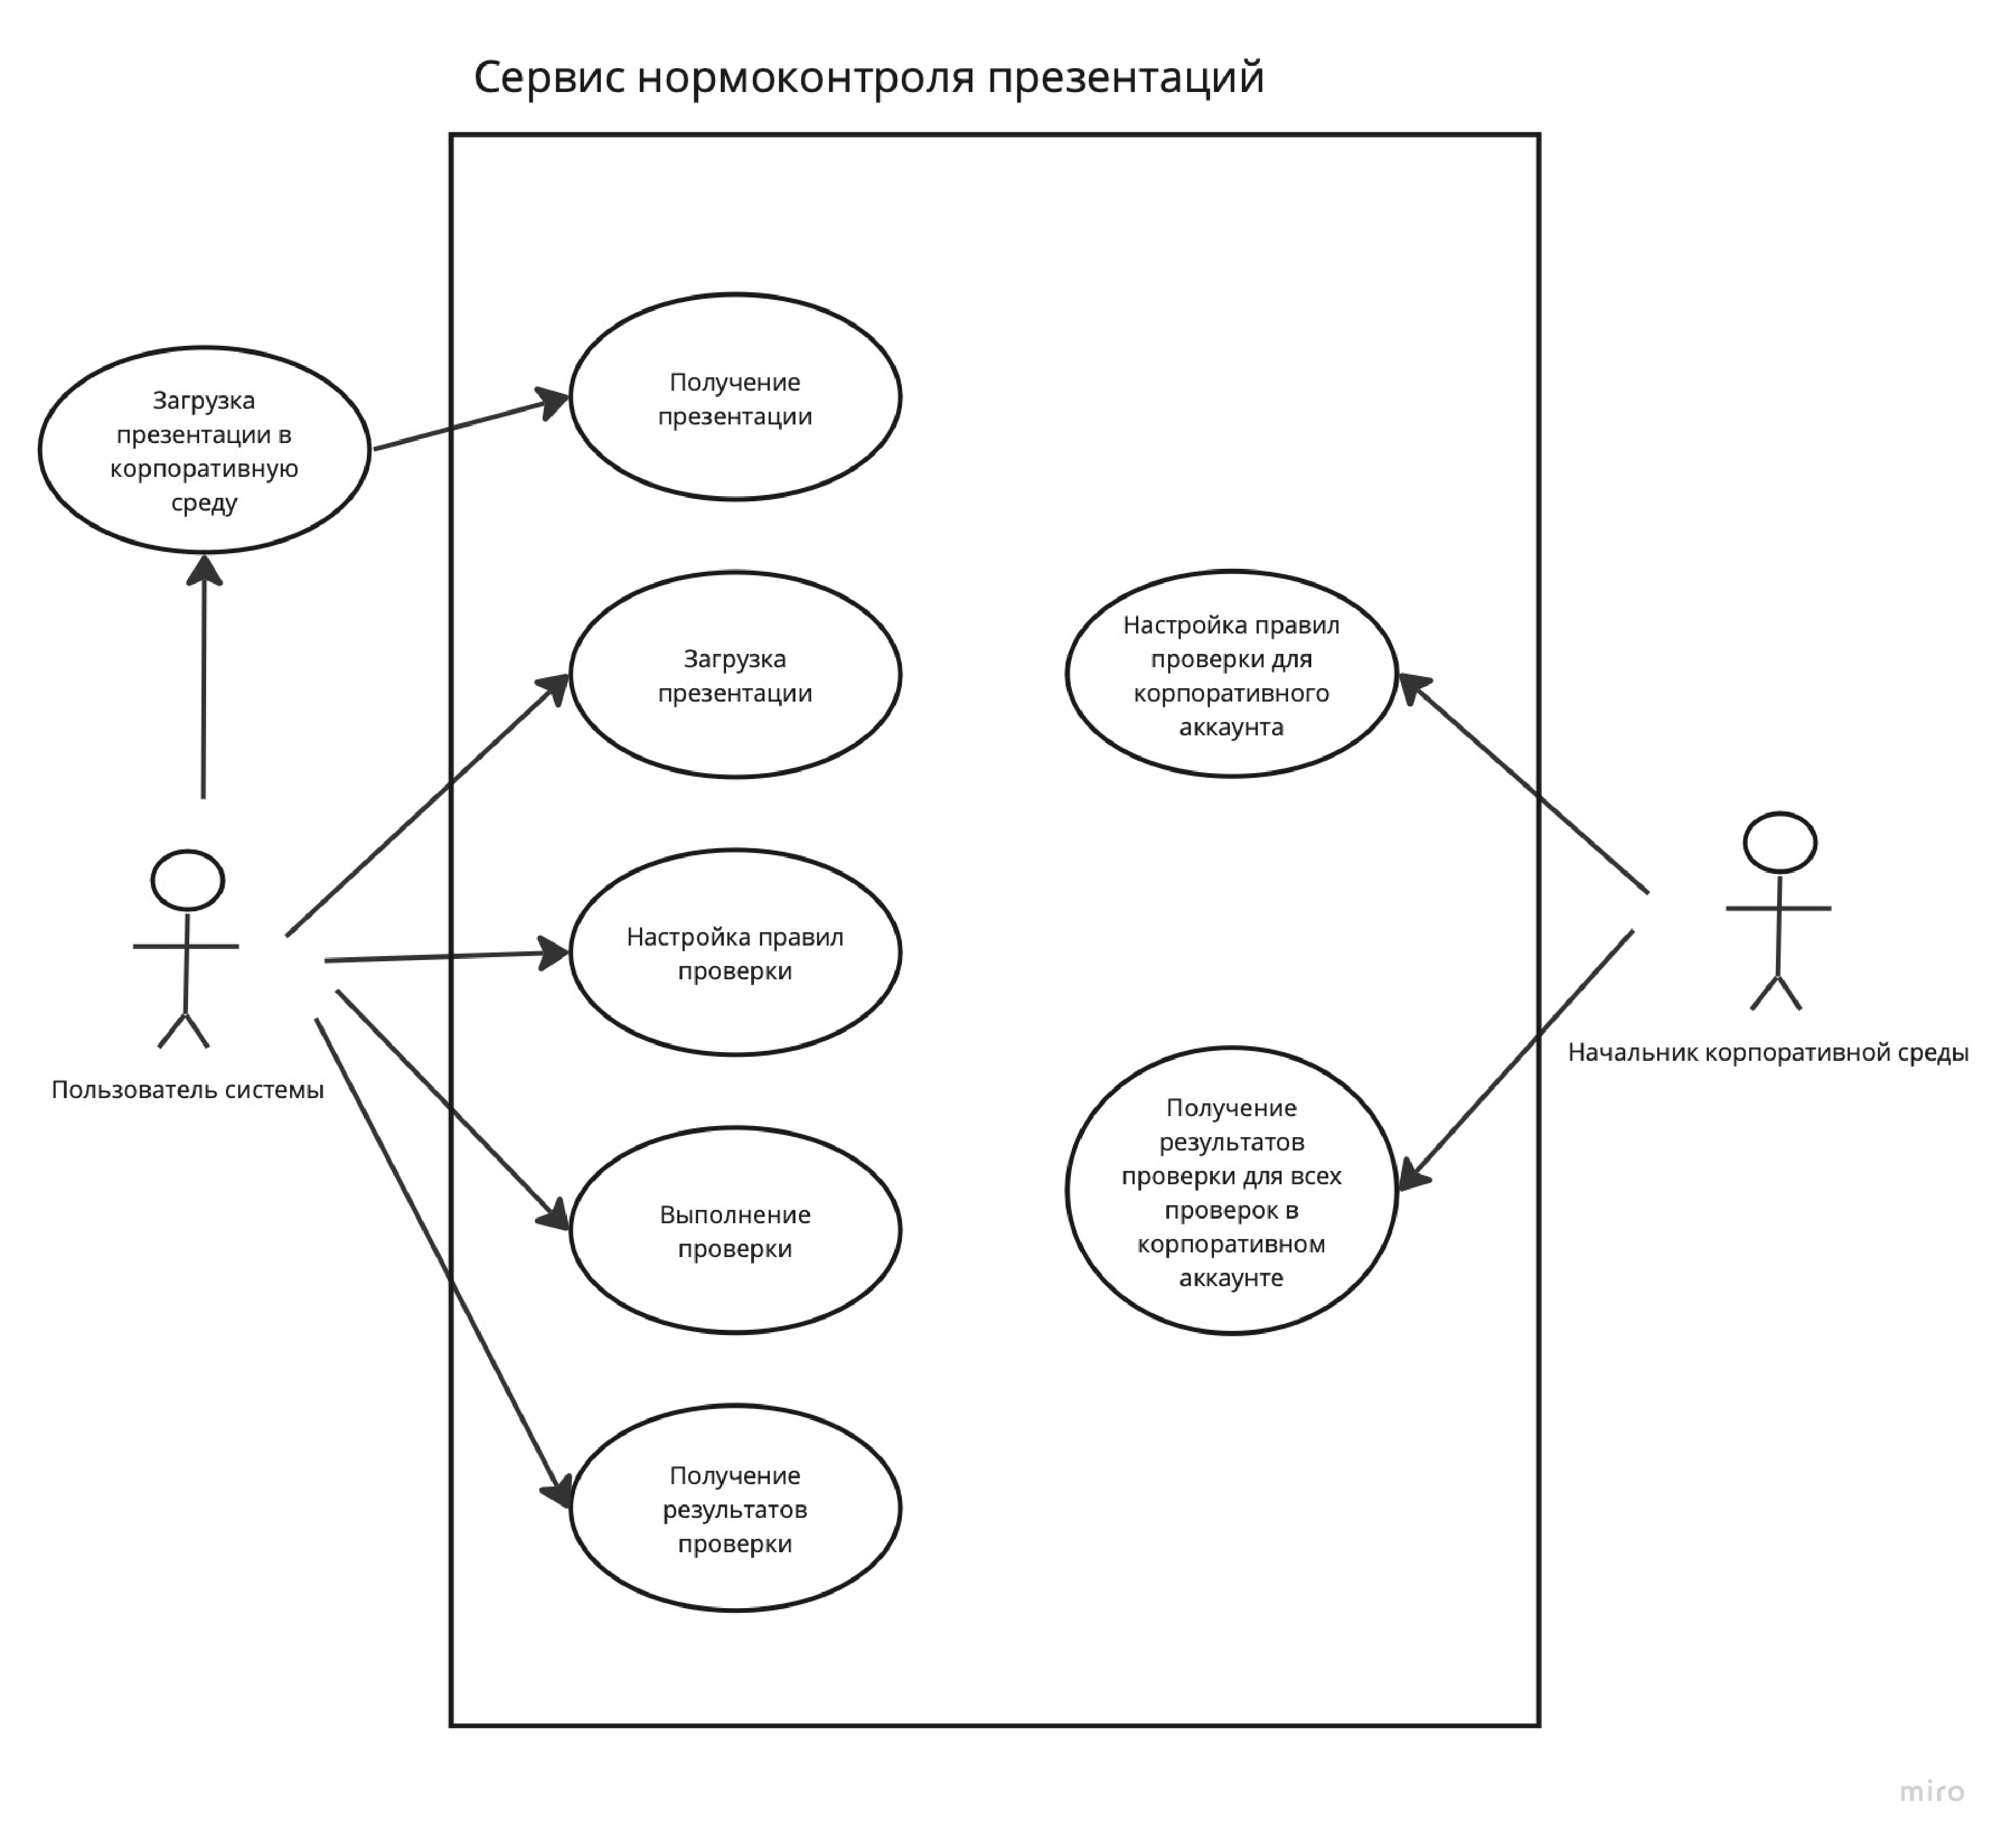 Сервис нормоконтроля презентаций
Получение
презентации
Загрузка
презентации в
корпоративную
среду
Загрузка
презентации
Настройка правил
проверки для
корпоративного
аккаунта
Настройка правил
проверки
Начальник корпоративной среды
Пользователь системы
Получение
результатов
проверки для всех
проверок в
корпоративном
аккаунте
Выполнение
проверки
Получение
результатов
проверки
miro